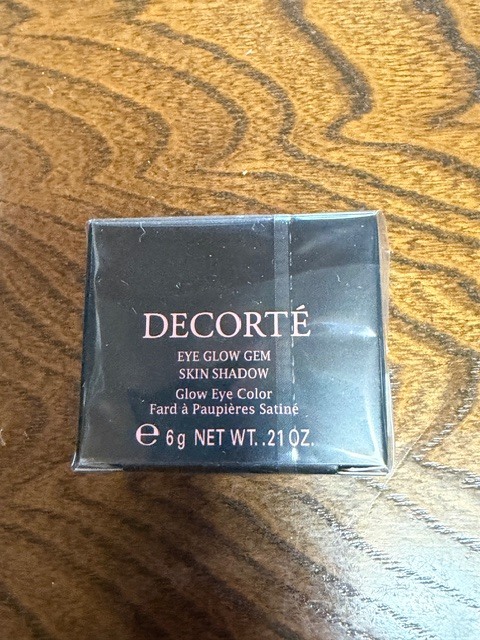 DECORTÉ
EYE GLOW GEM
SKIN SHADOW
Glow Eye Color
Fard à Paupières Satiné
℮ 6g NET WT. .21 OZ.